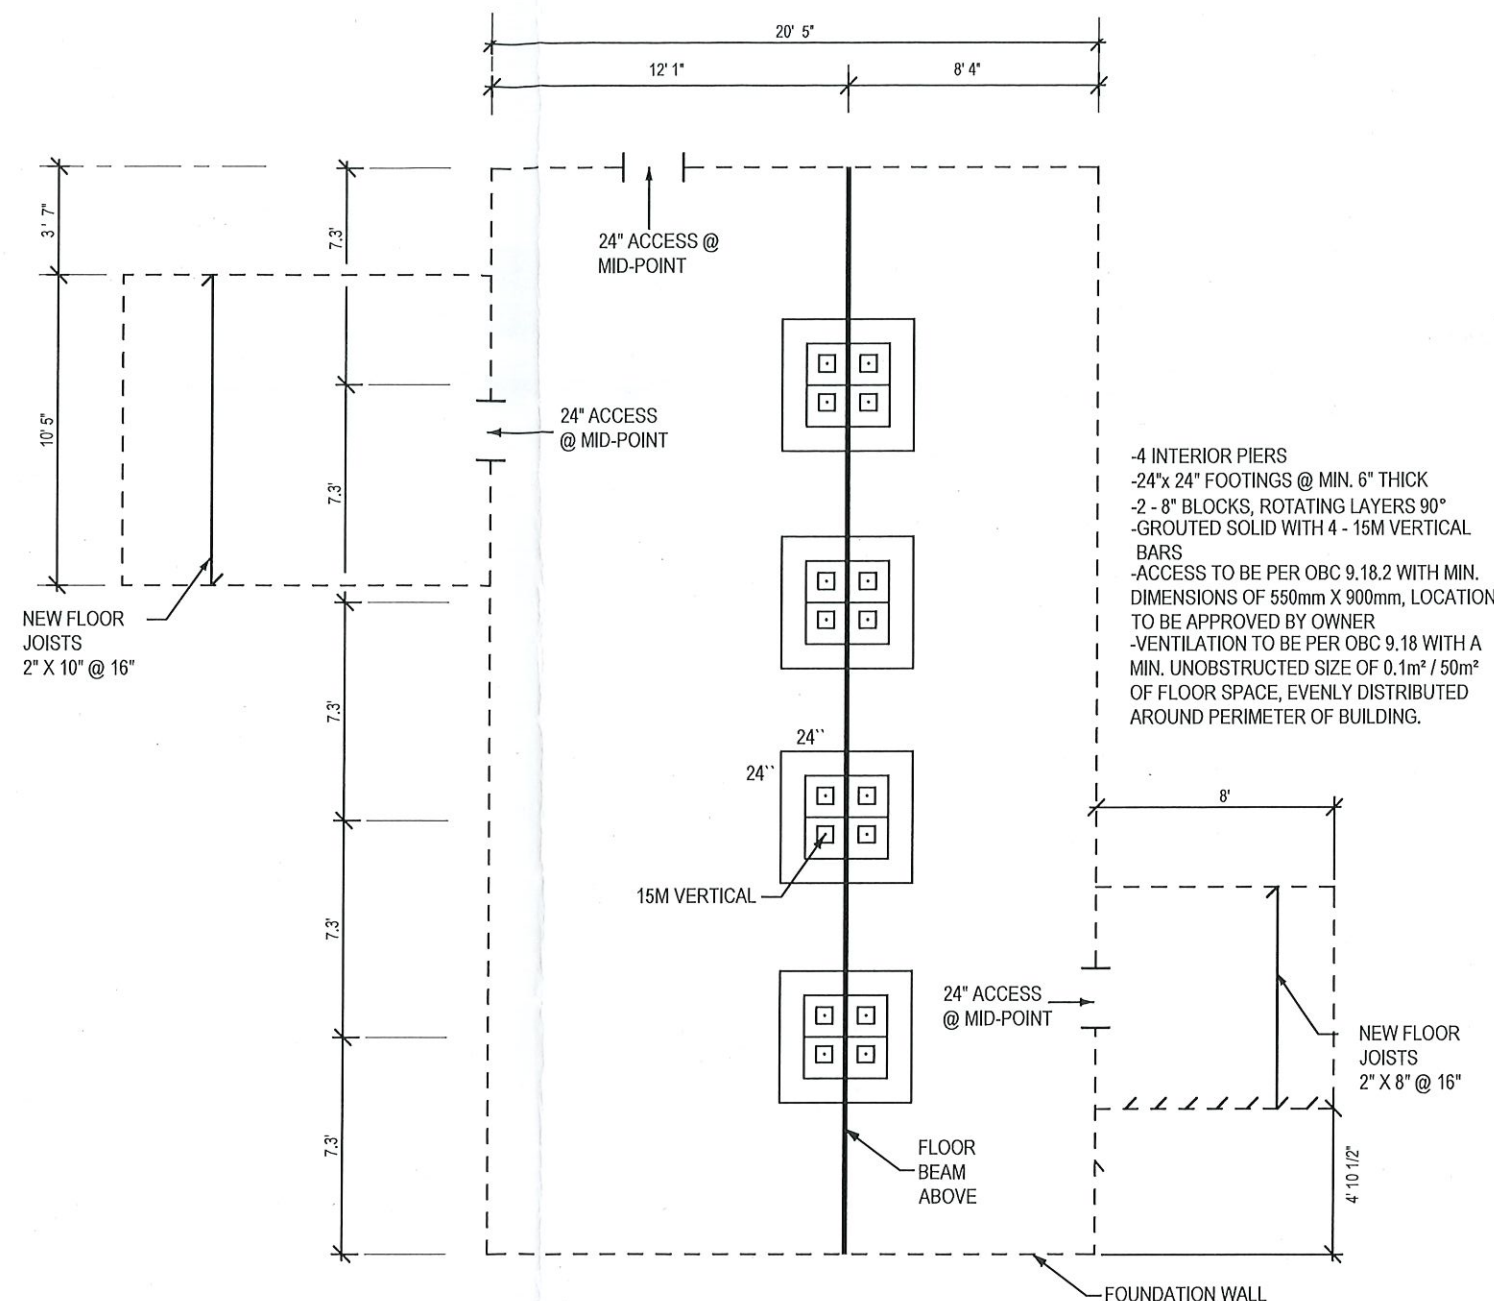 20' 5"
12' 1"
8' 4"
3' 7"
7.3'
24" ACCESS @
MID-POINT
10' 5"
7.3'
24" ACCESS
@ MID-POINT
-4 INTERIOR PIERS
-24"x 24" FOOTINGS @ MIN. 6" THICK
-2 - 8" BLOCKS, ROTATING LAYERS 90°
-GROUTED SOLID WITH 4 - 15M VERTICAL
BARS
-ACCESS TO BE PER OBC 9.18.2 WITH MIN.
DIMENSIONS OF 550mm X 900mm, LOCATION
TO BE APPROVED BY OWNER
-VENTILATION TO BE PER OBC 9.18 WITH A
MIN. UNOBSTRUCTED SIZE OF 0.1m² / 50m²
OF FLOOR SPACE, EVENLY DISTRIBUTED
AROUND PERIMETER OF BUILDING.
NEW FLOOR
JOISTS
2" X 10" @ 16"
7.3'
24``
24``
8'
15M VERTICAL
7.3'
24" ACCESS
@ MID-POINT
NEW FLOOR
JOISTS
2" X 8" @ 16"
7.3'
FLOOR
BEAM
ABOVE
4' 10 1/2"
FOUNDATION WALL